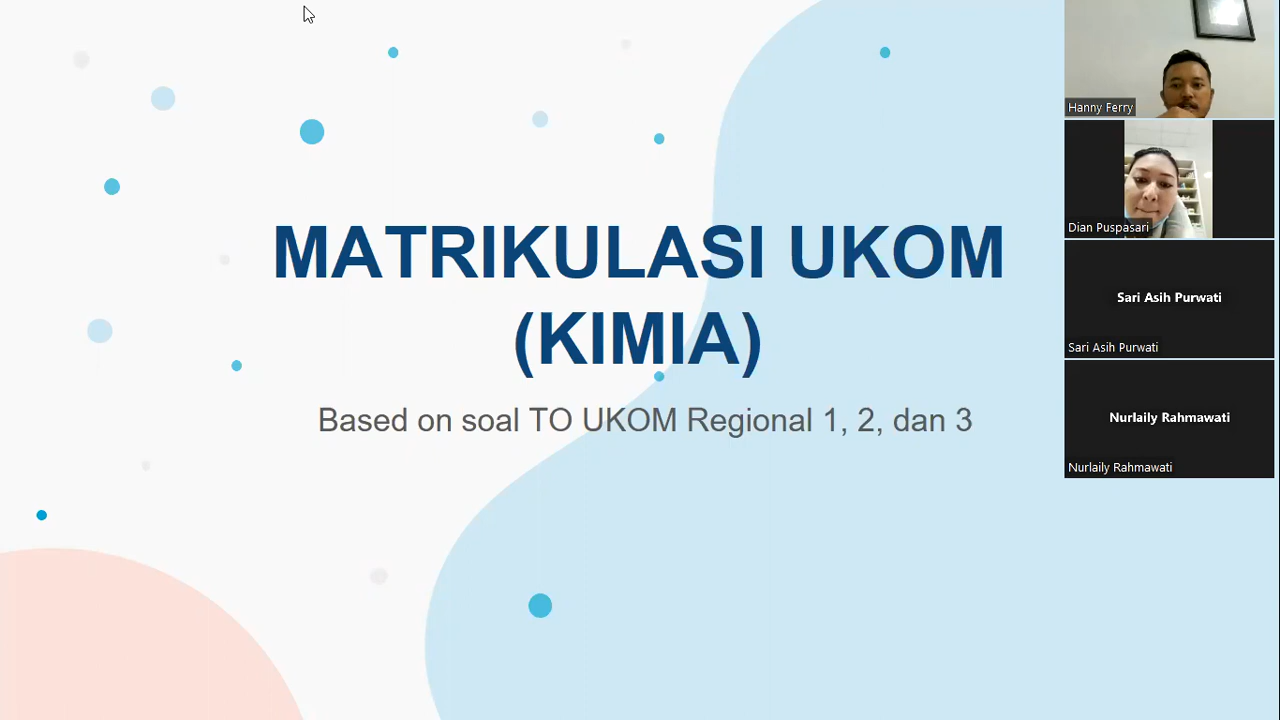 MATRIKULASI UKOM
(KIMIA)
Based on soal TO UKOM Regional 1, 2, dan 3
Hanny Ferry
Dian Puspasari
Sari Asih Purwati
Sari Asih Purwati
Nurlaily Rahmawati
Nurlaily Rahmawati